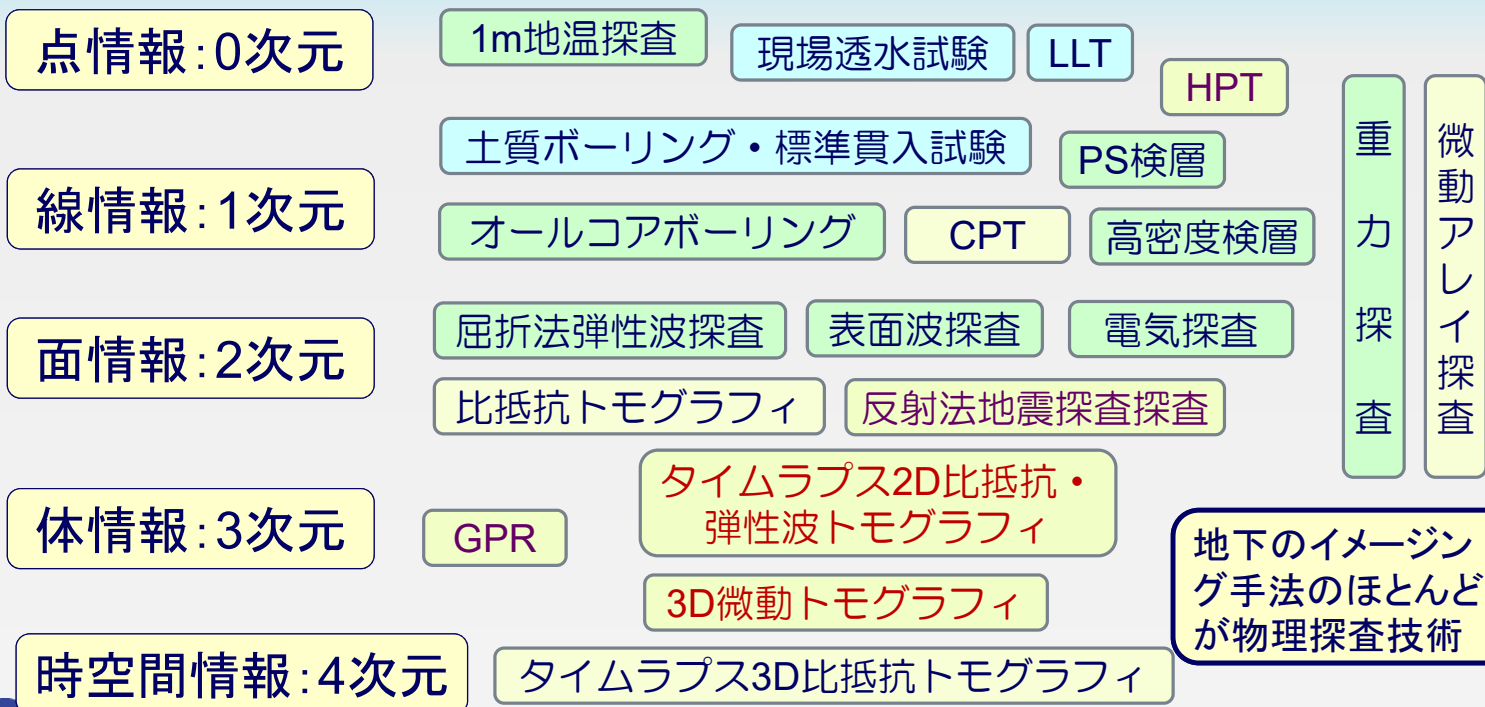 点情報:0次元
1m地温探査
現場透水試験
LLT
HPT
土質ボーリング・標準貫入試験
PS検層
線情報:1次元
オールコアボーリング
CPT
高密度検層
重力探査
微動アレイ探査
面情報:2次元
屈折法弾性波探査
表面波探査
電気探査
比抵抗トモグラフィ
反射法地震探査探査
体情報:3次元
GPR
タイムラプス2D比抵抗・
弾性波トモグラフィ
3D微動トモグラフィ
地下のイメージン
グ手法のほとんど
が物理探査技術
時空間情報:4次元
タイムラプス3D比抵抗トモグラフィ